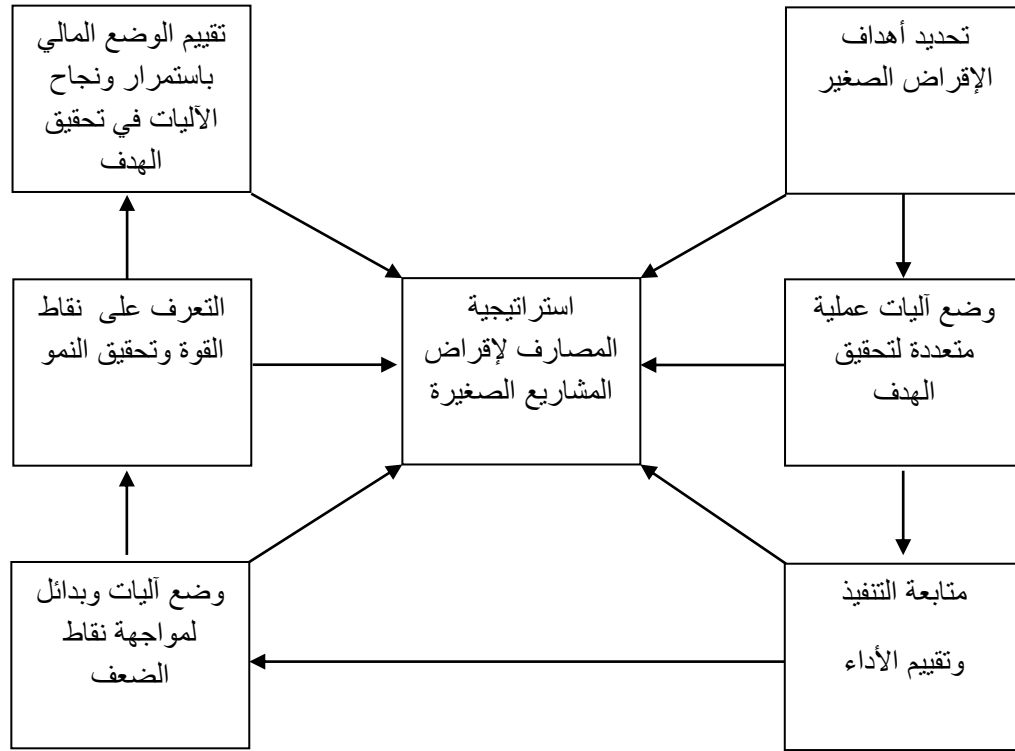 تحديد أهداف
الإقراض الصغير
تقييم الوضع المالي
باستمرار ونجاح
الآليات في تحقيق
الهدف
وضع آليات عملية
متعددة لتحقيق
الهدف
استراتيجية
المصارف لإقراض
المشاريع الصغيرة
التعرف على نقاط
القوة وتحقيق النمو
متابعة التنفيذ
وتقييم الأداء
وضع آليات وبدائل
لمواجهة نقاط
الضعف